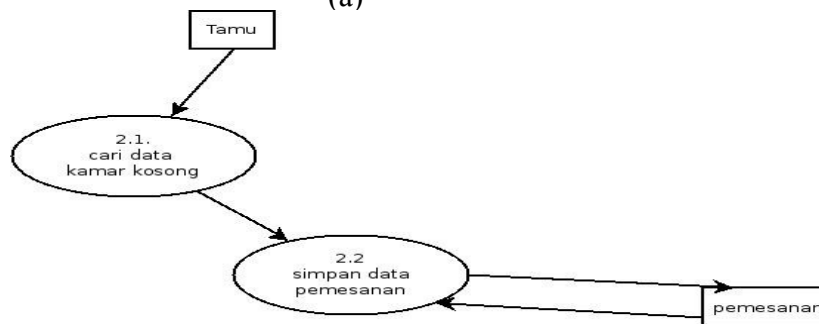 (a)
Tamu
2.1.
cari data
kamar kosong
2.2
simpan data
pemesanan
pemesanan